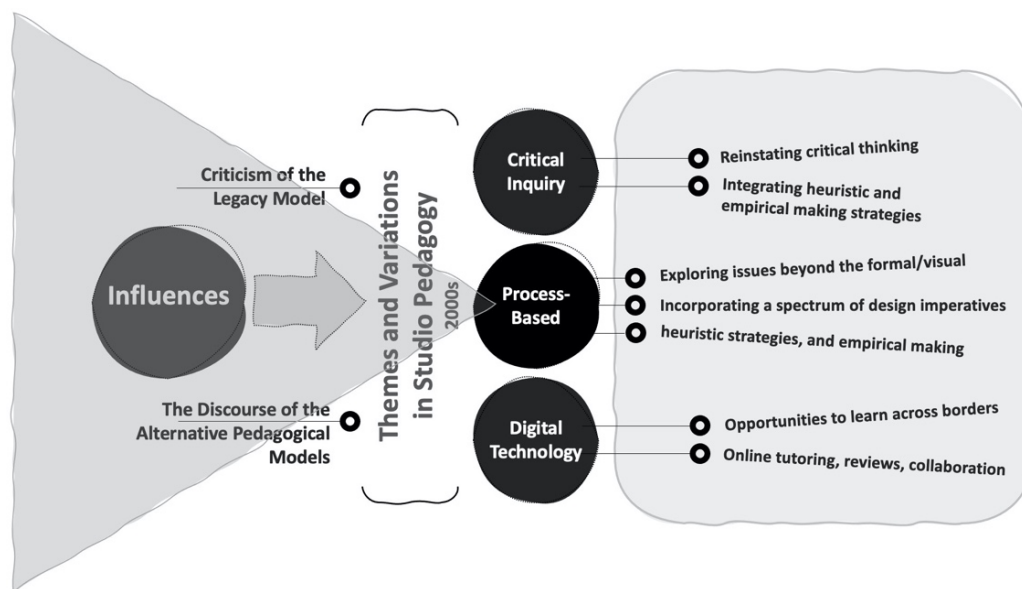 Criticism of the
Legacy Model
Influences
The Discourse of the
Alternative Pedagogical
Models
Themes and Variations
in Studio Pedagogy
2000s
Critical
Inquiry
Reinstating critical thinking
Integrating heuristic and
empirical making strategies
Process-
Based
Exploring issues beyond the formal/visual
Incorporating a spectrum of design imperatives
heuristic strategies, and empirical making
Digital
Technology
Opportunities to learn across borders
Online tutoring, reviews, collaboration